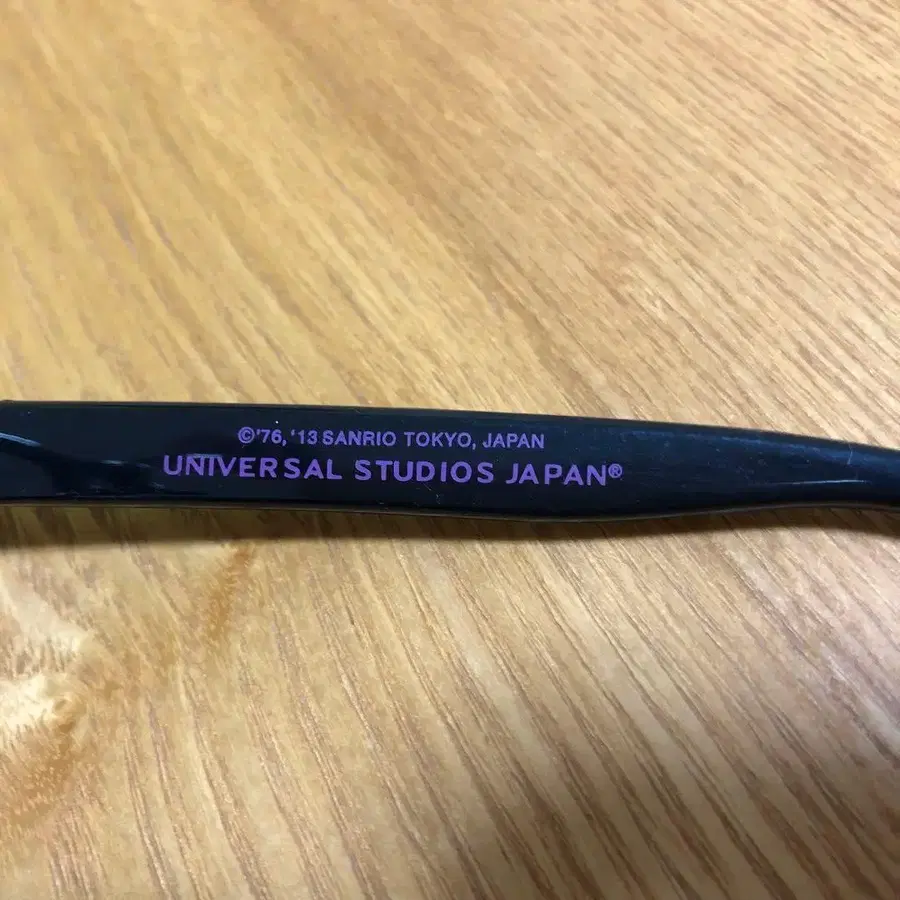 ©'76, '13 SANRIO TOKYO, JAPAN
UNIVERSAL STUDIOS JAPAN®